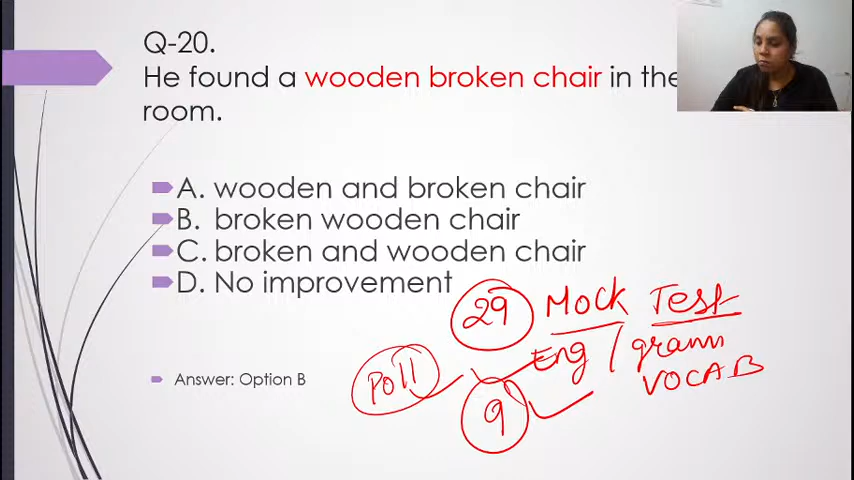 Q-20.
He found a wooden broken chair in the
room.
A. wooden and broken chair
B. broken wooden chair
C. broken and wooden chair
D. No improvement
29 Mock Test
Eng / gramm
Poll
VOCAB
9
Answer: Option B